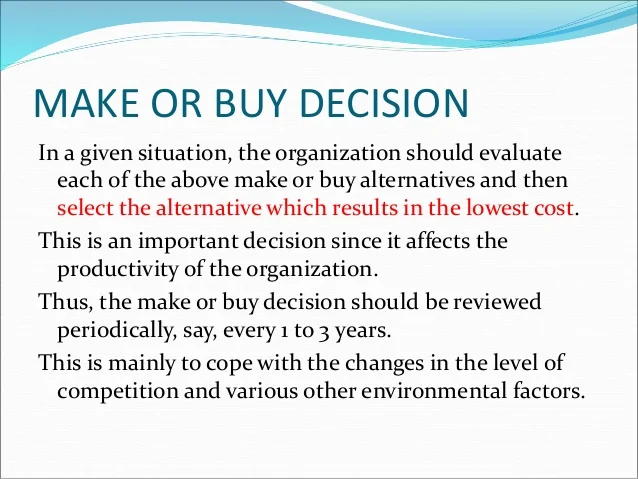 MAKE OR BUY DECISION
In a given situation, the organization should evaluate
each of the above make or buy alternatives and then
select the alternative which results in the lowest cost.
This is an important decision since it affects the
productivity of the organization.
Thus, the make or buy decision should be reviewed
periodically, say, every 1 to 3 years.
This is mainly to cope with the changes in the level of
competition and various other environmental factors.